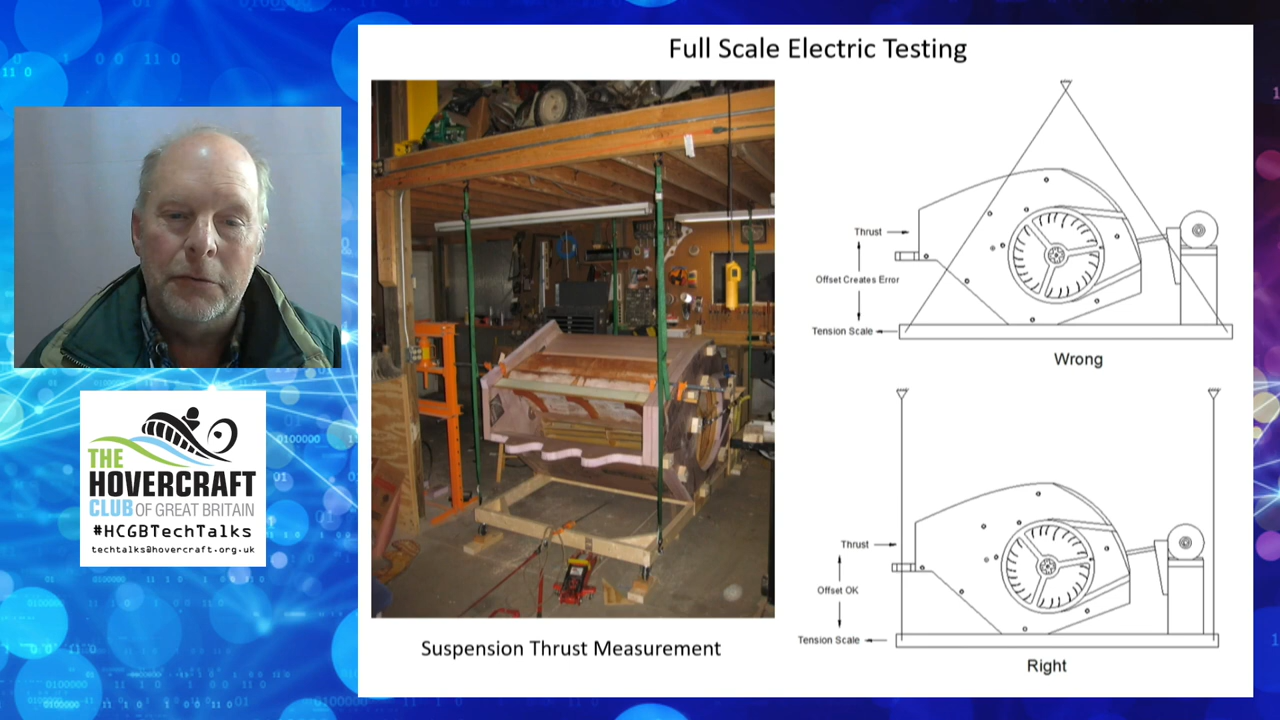 Full Scale Electric Testing
Thrust
Offset Creates Error
Tension Scale
Wrong
Thrust
Offset OK
Tension Scale
Right
Suspension Thrust Measurement
THE
HOVERCRAFT
CLUB OF GREAT BRITAIN
#HCGBTechTalks
techtalks@hovercraft.org.uk